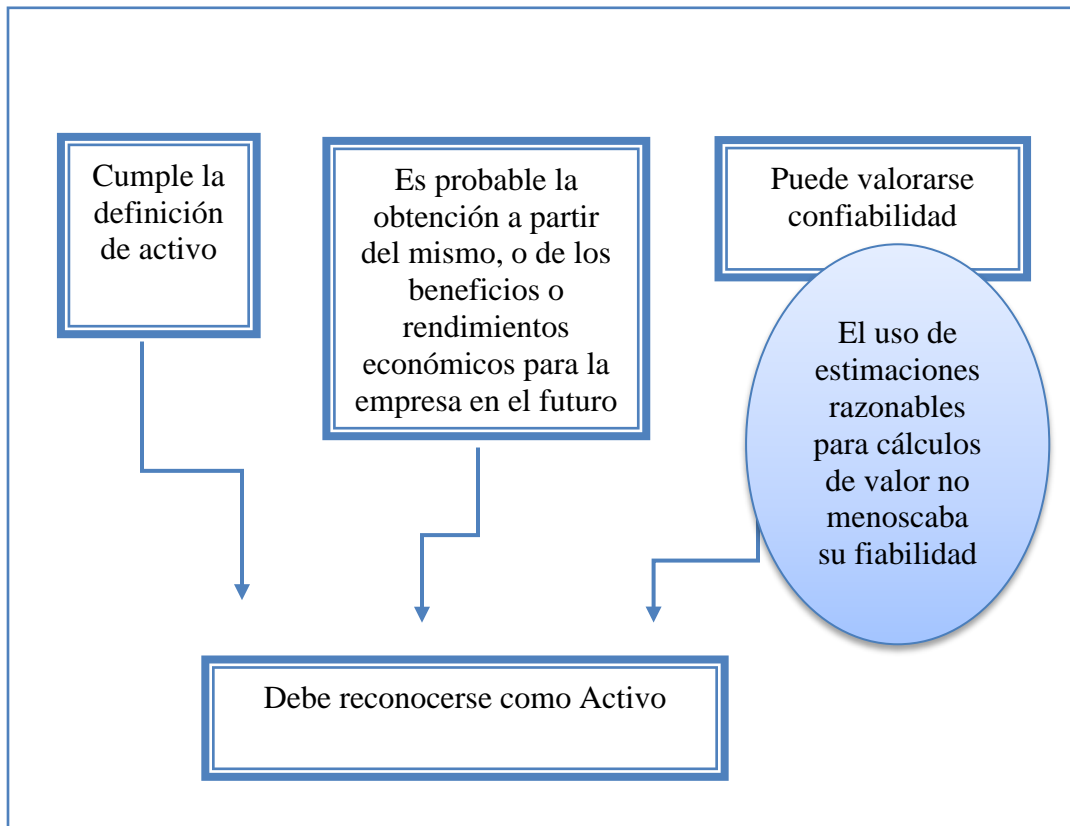 Cumple la
definición
de activo
Es probable la
obtención a partir
del mismo, o de los
beneficios o
rendimientos
económicos para la
empresa en el futuro
Puede valorarse
confiabilidad
El uso de
estimaciones
razonables
para cálculos
de valor no
menoscaba
su fiabilidad
Debe reconocerse como Activo